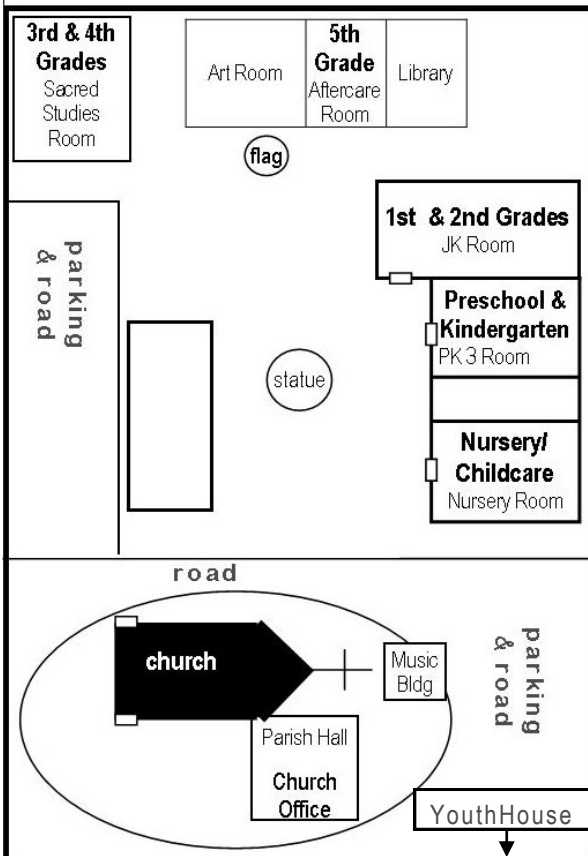 3rd & 4th
Grades
Sacred
Studies
Room
Art Room
5th
Grade
Aftercare
Room
Library
flag
1st & 2nd Grades
JK Room
parking
& road
Preschool &
Kindergarten
PK 3 Room
statue
Nursery/
Childcare
Nursery Room
road
church
Music
Bldg
parking
& road
Parish Hall
Church
Office
YouthHouse